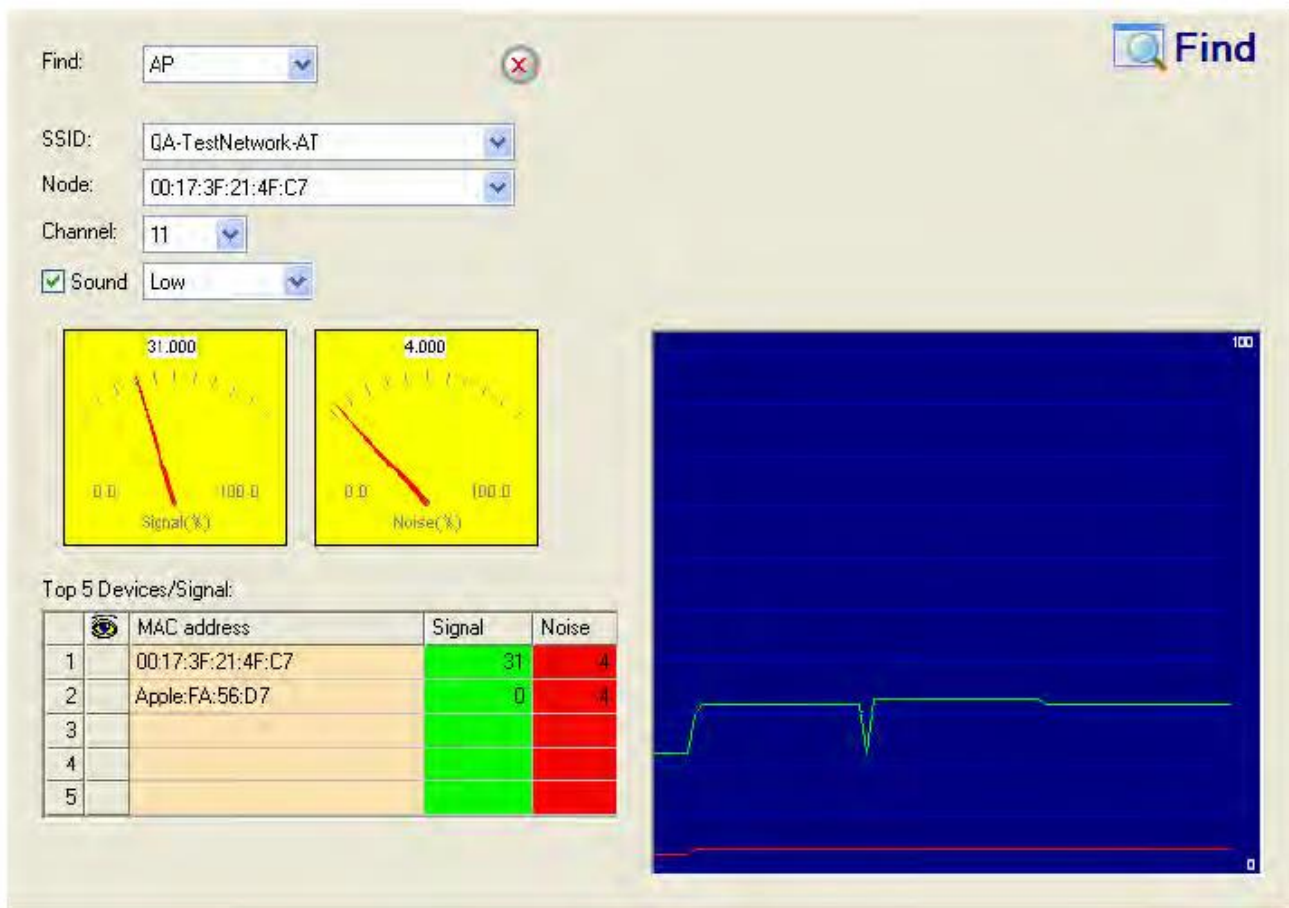 Find: AP
Find
SSID: QA-TestNetwork-AT
Node: 00:17:3F:21:4F:C7
Channel: 11
Sound Low
31.000
0.0 100.0
Signal(%)
4.000
0.0 100.0
Noise(%)
100
0
Top 5 Devices/Signal:
MAC address Signal Noise
1 00:17:3F:21:4F:C7 31 4
2 Apple:FA:56:D7 0 4
3
4
5